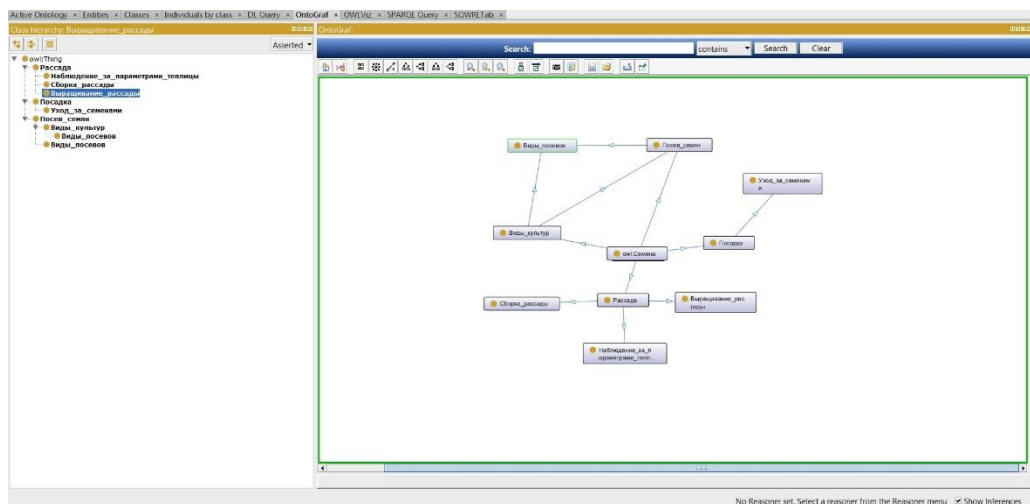 Active Ontology × Entities × Classes × Individuals by class × DL Query × OntoGraf × OWLViz × SPARQL Query × SQWRLTab ×
Class hierarchy: Выращивание_рассады
Asserted
owl:Thing
Рассада
Наблюдение_за_параметрами_теплицы
Сборка_рассады
Выращивание_рассады
Посадка
Уход_за_семенами
Посев_семян
Виды_культур
Виды_посевов
Виды_посевов
OntoGraf:
Search: contains Search Clear
Виды_посевов
Посев_семен
Уход_за_семенам
и
Виды_культур
Посадка
owl:Семена
Сборка_рассады
Рассада
Выращивание_рас
сады
Наблюдение_за_п
араметрами_тепл...
No Reasoner set. Select a reasoner from the Reasoner menu Show Inferences